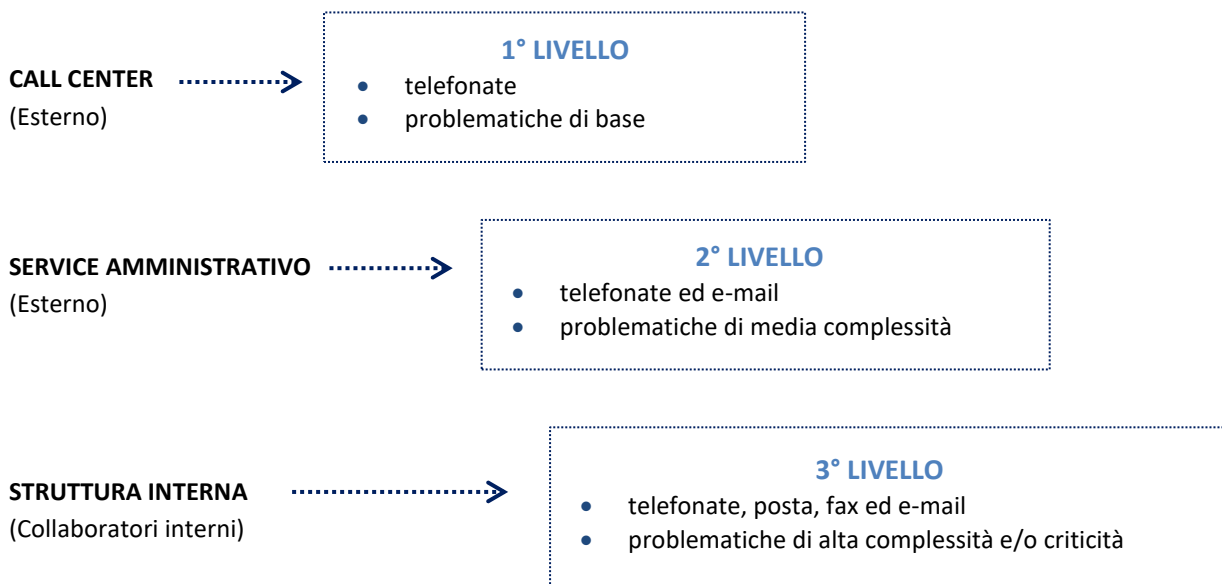 1° LIVELLO
CALL CENTER
(Esterno)
• telefonate
• problematiche di base
2° LIVELLO
SERVICE AMMINISTRATIVO
(Esterno)
• telefonate ed e-mail
• problematiche di media complessità
3° LIVELLO
STRUTTURA INTERNA
(Collaboratori interni)
• telefonate, posta, fax ed e-mail
• problematiche di alta complessità e/o criticità